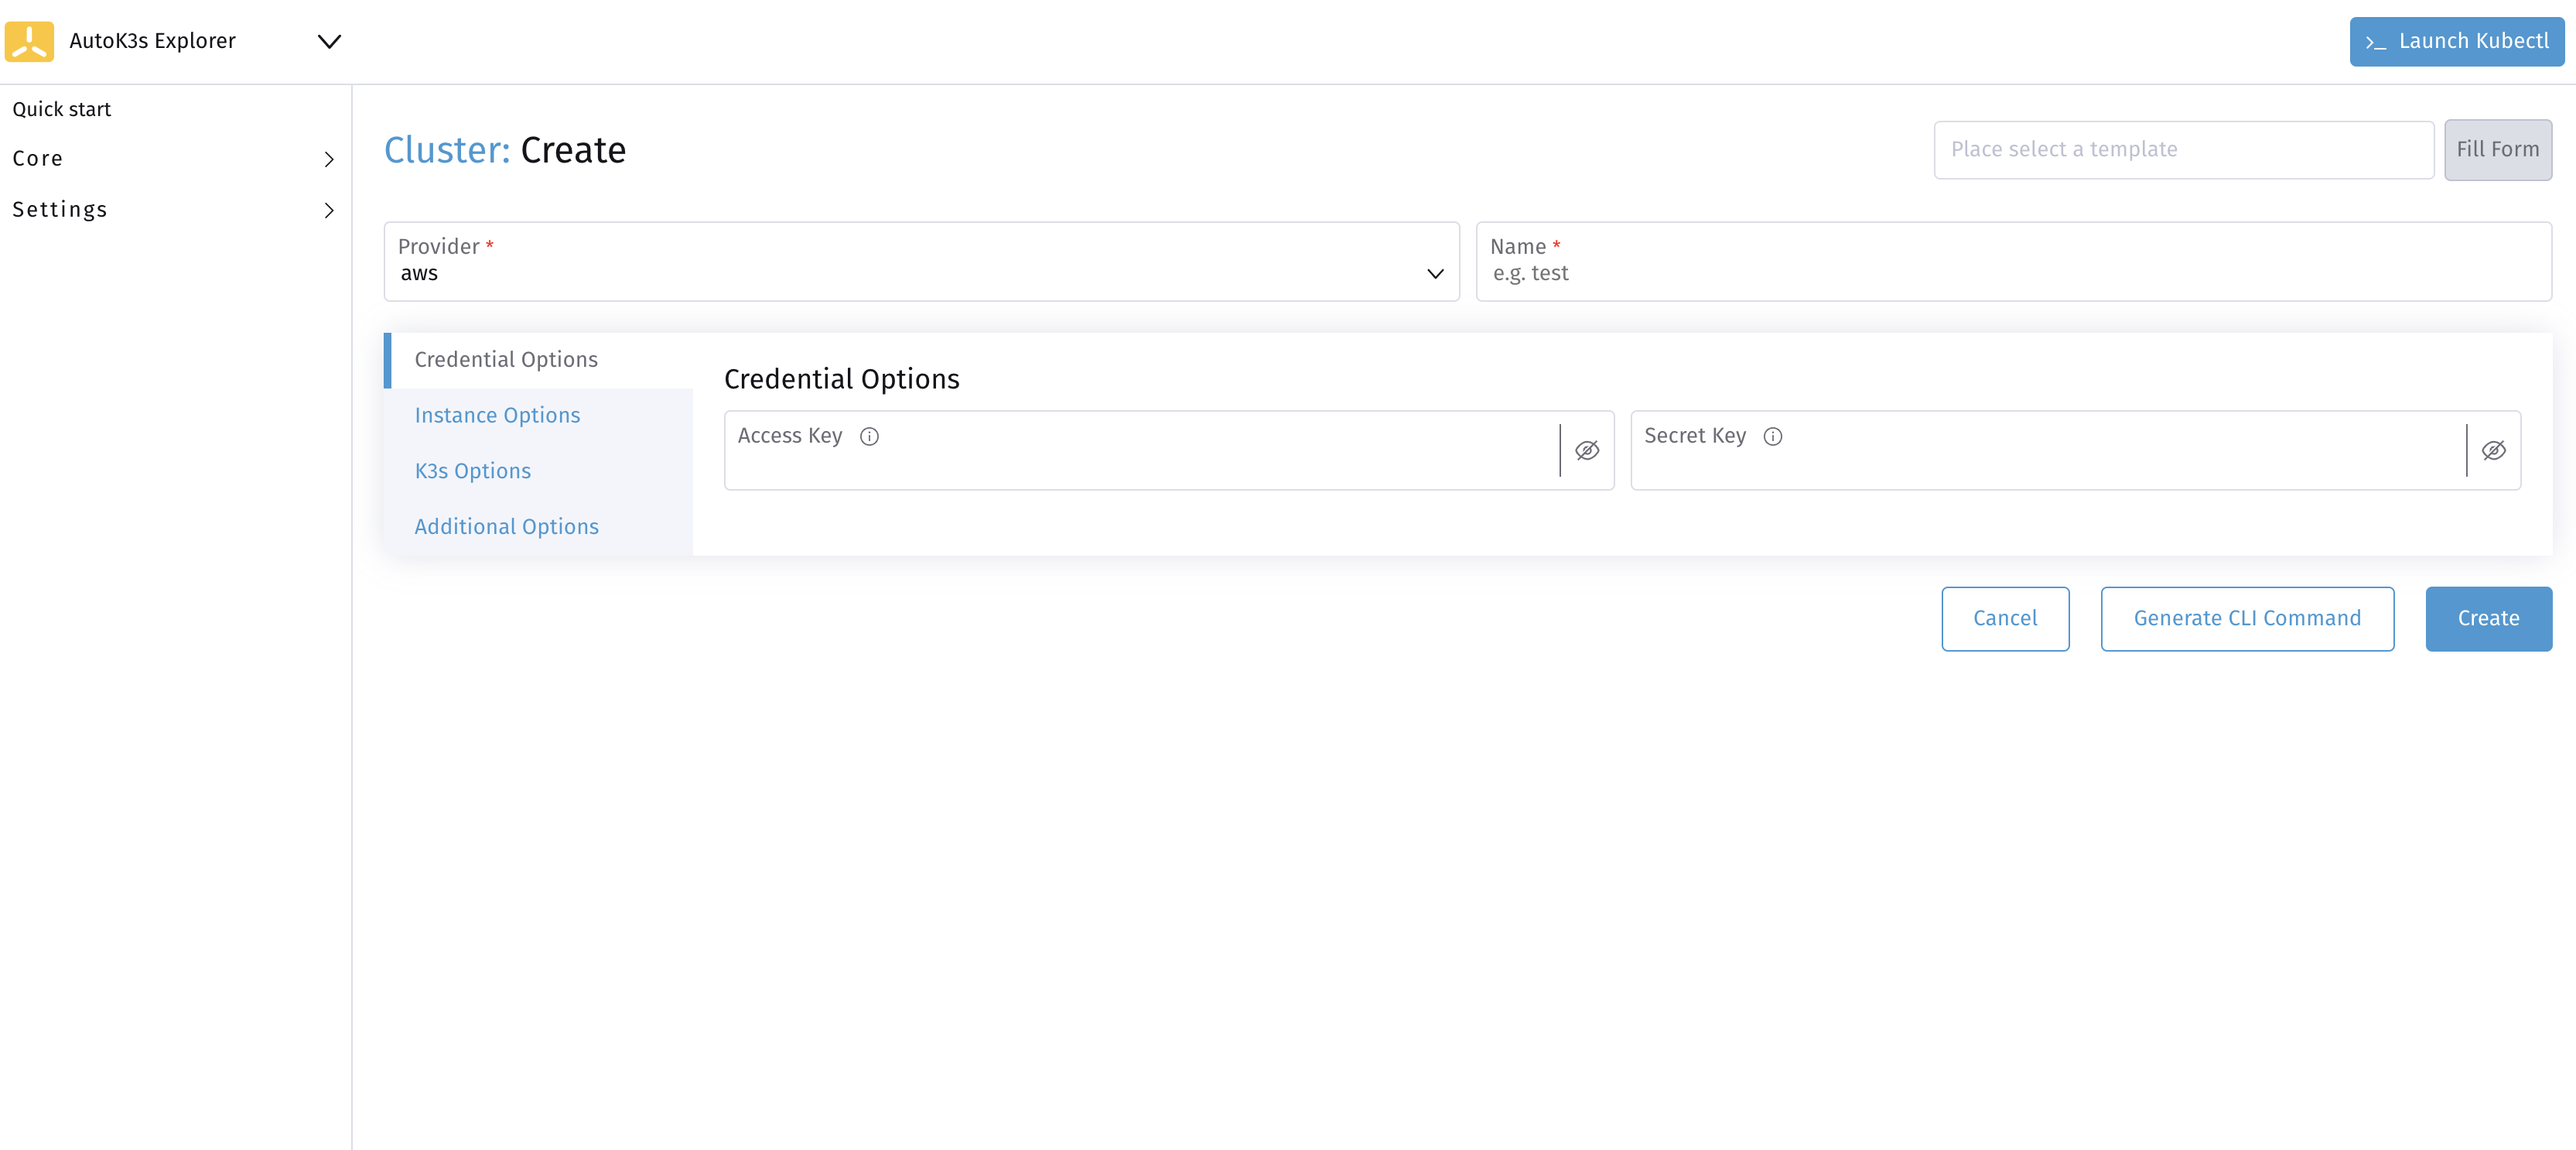 AutoK3s Explorer
>_ Launch Kubectl
Quick start
Core
Settings
Cluster: Create
Place select a template
Fill Form
Provider *
aws
Name *
e.g. test
Credential Options
Instance Options
K3s Options
Additional Options
Credential Options
Access Key
Secret Key
Cancel
Generate CLI Command
Create